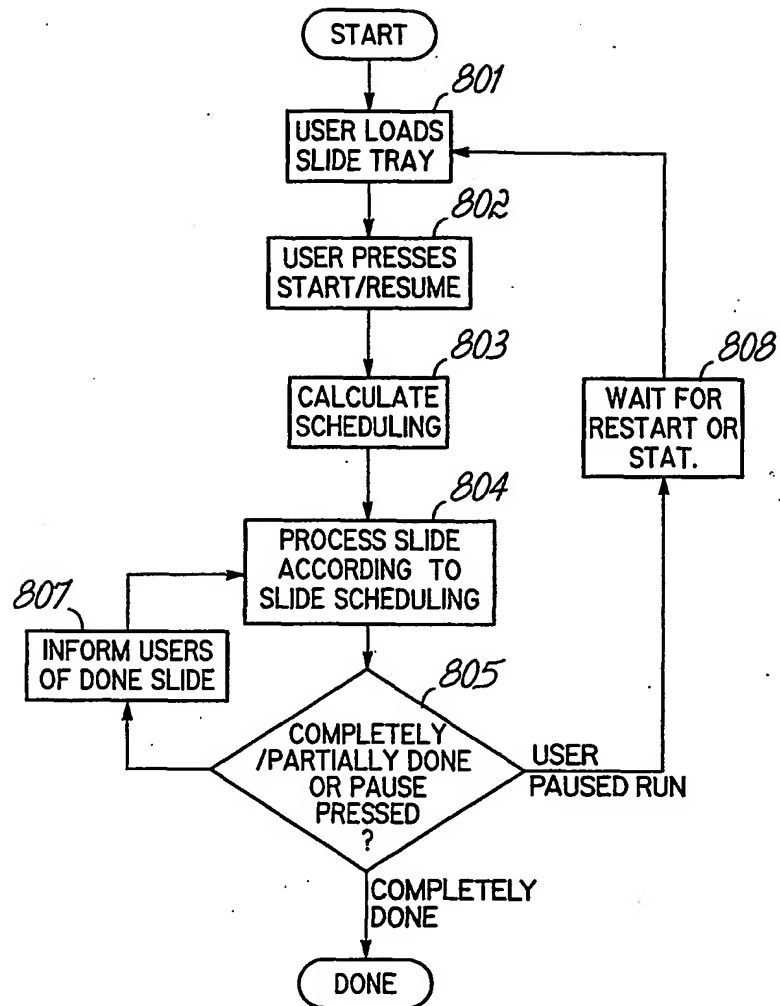 START
801
USER LOADS
SLIDE TRAY
802
USER PRESSES
START/RESUME
803
CALCULATE
SCHEDULING
808
WAIT FOR
RESTART OR
STAT.
804
PROCESS SLIDE
ACCORDING TO
SLIDE SCHEDULING
807
INFORM USERS
OF DONE SLIDE
805
COMPLETELY
/PARTIALLY DONE
OR PAUSE
PRESSED
?
USER
PAUSED RUN
COMPLETELY
DONE
DONE